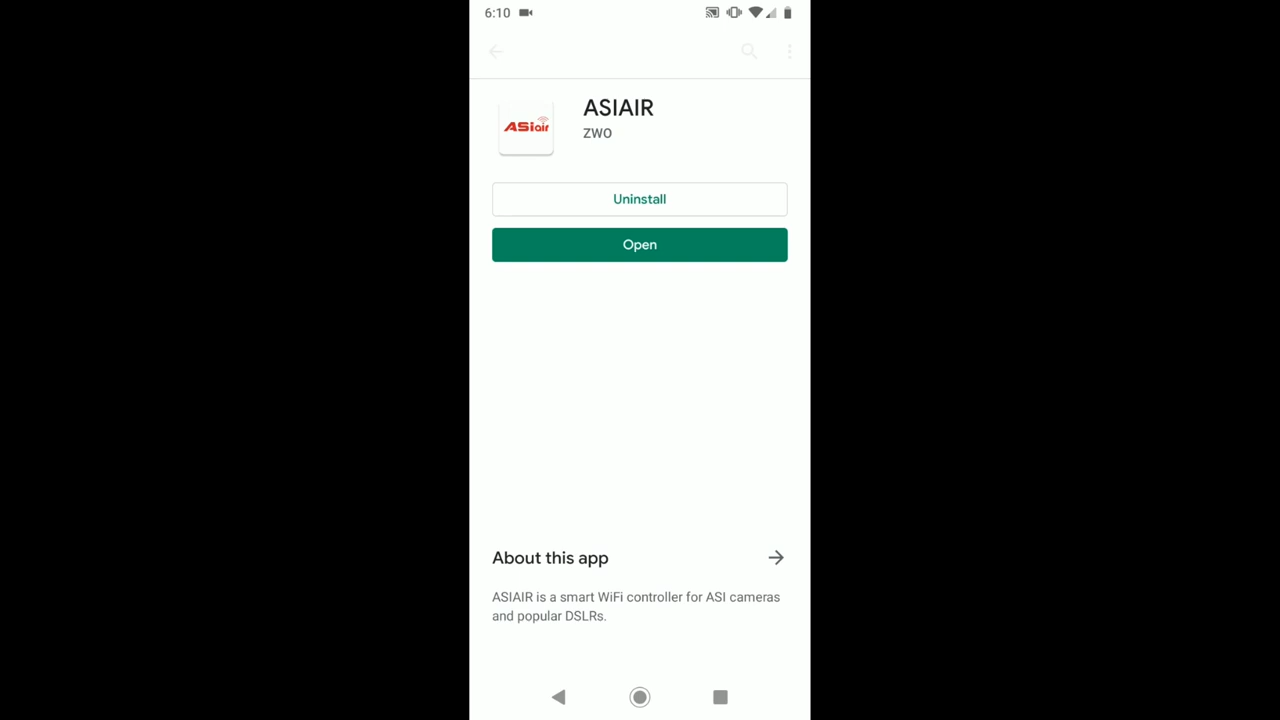 6:10
ASIAIR
ASiair
ZWO
Uninstall
Open
About this app
ASIAIR is a smart WiFi controller for ASI cameras
and popular DSLRs.